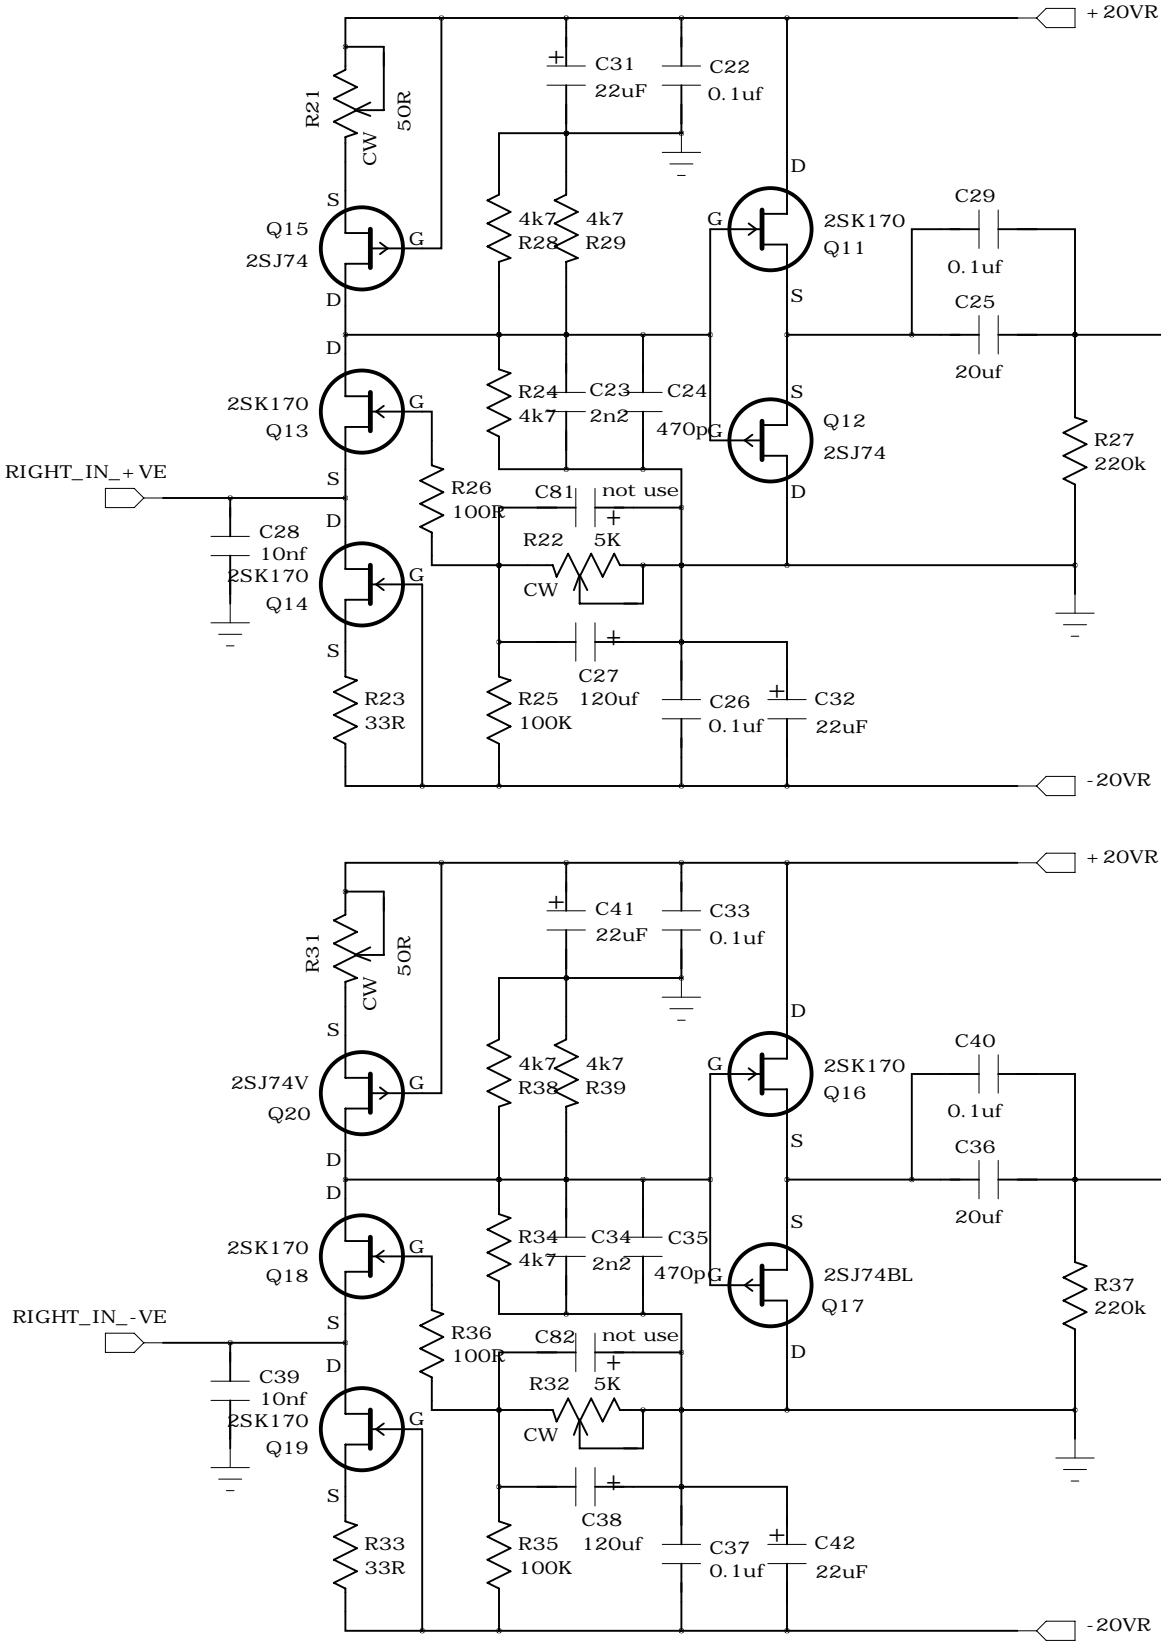 +20VR
C31
22uF
C22
0.1uf
R21
50R
CW
S
D
Q15
2SJ74
G
4k7
R28
4k7
R29
G
2SK170
Q11
C29
0.1uf
D
S
C25
20uf
D
2SK170
Q13
G
R24
4k7
C23
2n2
C24
470p
G
S
Q12
2SJ74
R27
220k
RIGHT_IN_+VE
S
D
R26
100R
C81
not use
+
D
C28
10nf
2SK170
Q14
G
R22
5K
CW
S
C27
120uf
R23
33R
R25
100K
C26
0.1uf
C32
22uF
-20VR
+20VR
C41
22uF
C33
0.1uf
R31
50R
CW
S
D
2SJ74V
Q20
G
4k7
R38
4k7
R39
G
2SK170
Q16
C40
0.1uf
D
S
C36
20uf
D
2SK170
Q18
G
R34
4k7
C34
2n2
C35
470p
G
S
2SJ74BL
Q17
R37
220k
RIGHT_IN_-VE
S
D
R36
100R
C82
not use
+
D
C39
10nf
2SK170
Q19
G
R32
5K
CW
S
C38
120uf
R33
33R
R35
100K
C37
0.1uf
C42
22uF
-20VR